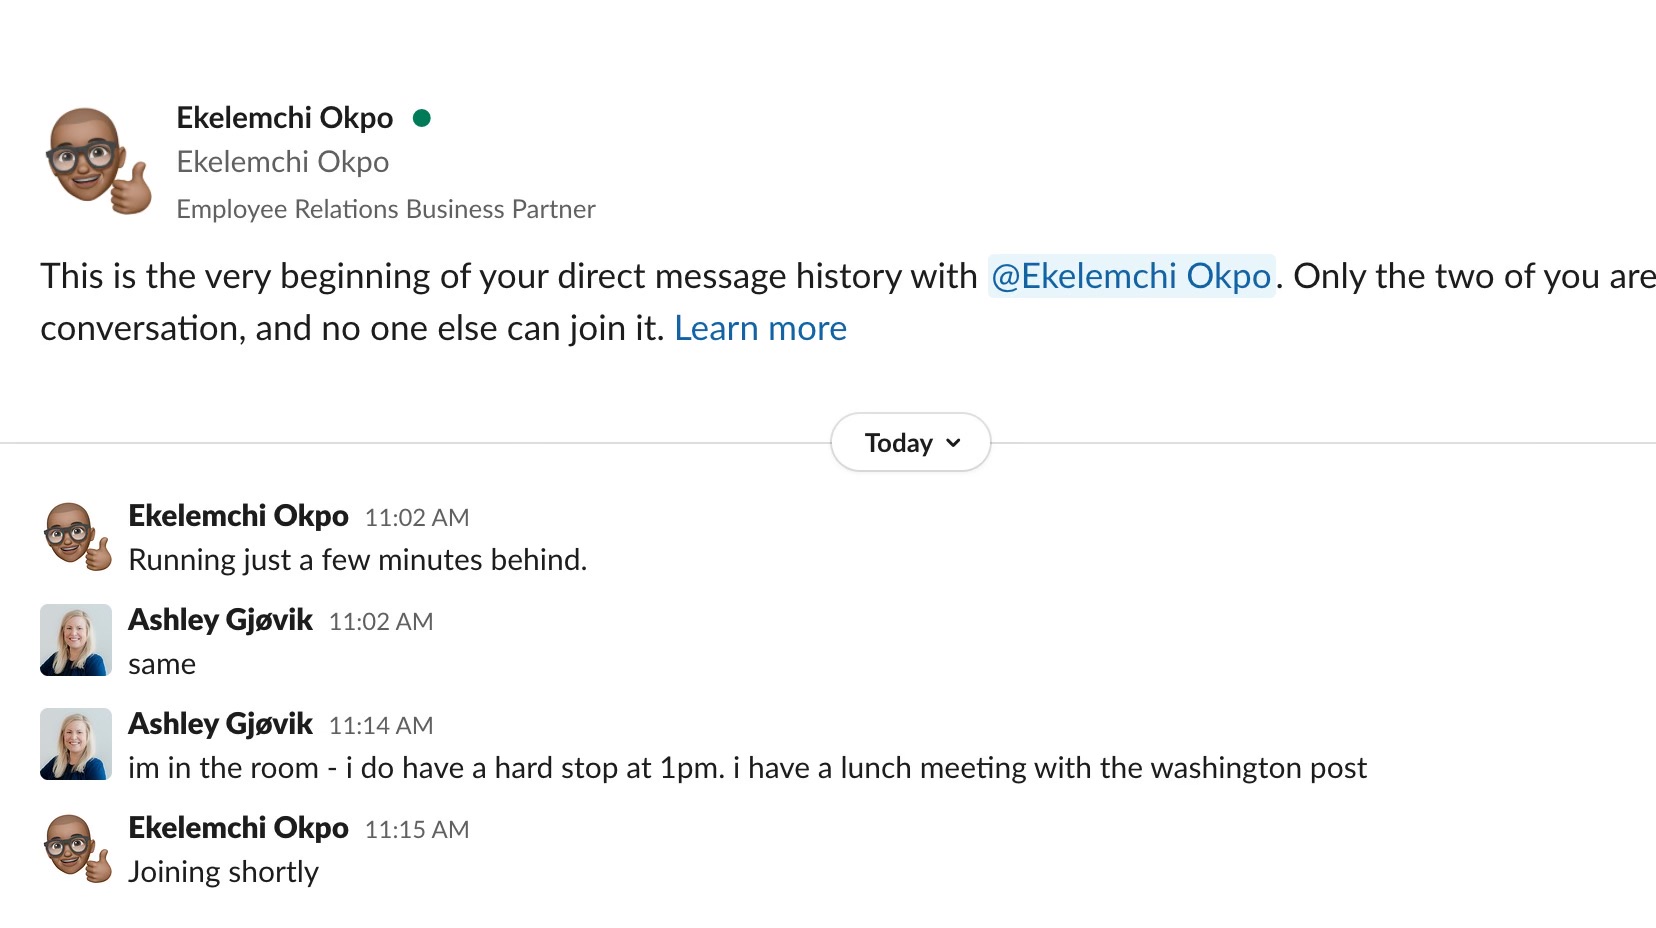 Ekelemchi Okpo
Ekelemchi Okpo
Employee Relations Business Partner
This is the very beginning of your direct message history with @Ekelemchi Okpo. Only the two of you are
conversation, and no one else can join it. Learn more
Today
Ekelemchi Okpo 11:02 AM
Running just a few minutes behind.
Ashley Gjøvik 11:02 AM
same
Ashley Gjøvik 11:14 AM
im in the room - i do have a hard stop at 1pm. i have a lunch meeting with the washington post
Ekelemchi Okpo 11:15 AM
Joining shortly